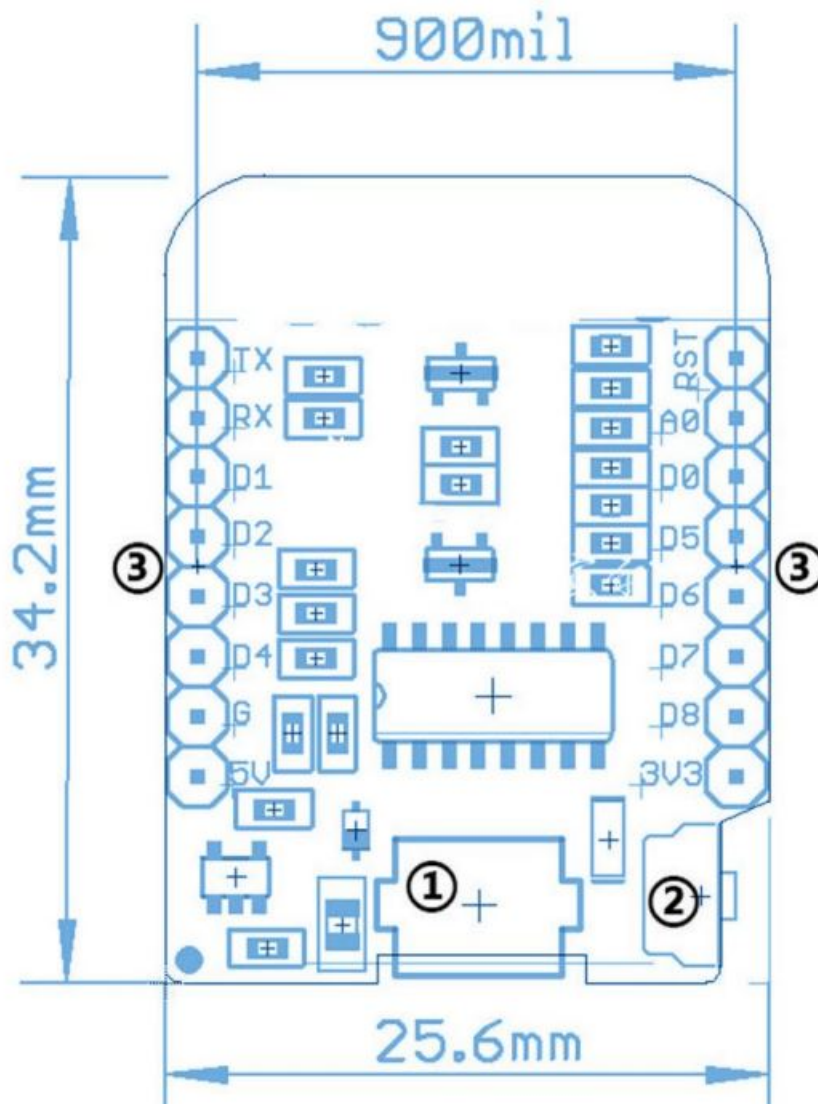 900mil
TX
RX
D1
D2
D3
D4
G
5V
RST
A0
D0
D5
D6
D7
D8
3V3
③
③
34.2mm
①
②
25.6mm